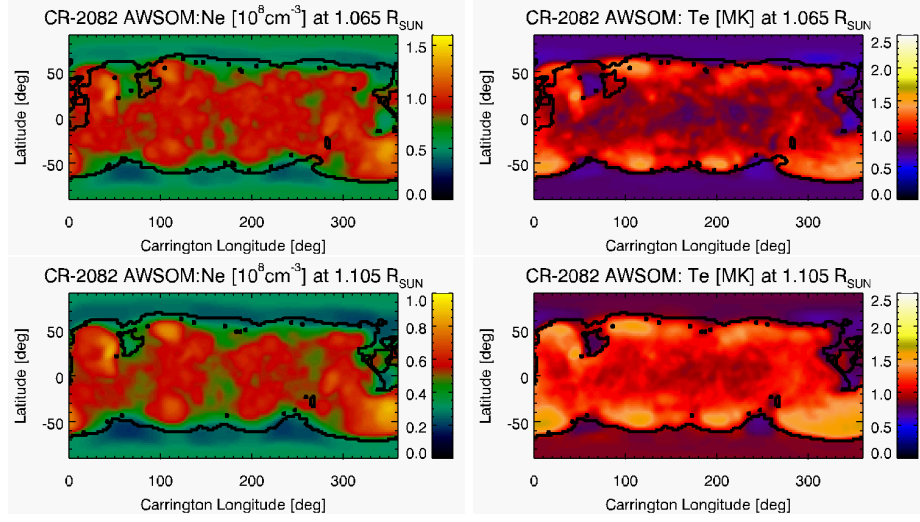 CR-2082 AWSOM:Ne [10⁸cm⁻³] at 1.065 R_SUN
Latitude [deg]
50
0
-50
0 100 200 300
Carrington Longitude [deg]
1.5
1.0
0.5
0.0
CR-2082 AWSOM: Te [MK] at 1.065 R_SUN
Latitude [deg]
50
0
-50
0 100 200 300
Carrington Longitude [deg]
2.5
2.0
1.5
1.0
0.5
0.0
CR-2082 AWSOM:Ne [10⁸cm⁻³] at 1.105 R_SUN
Latitude [deg]
50
0
-50
0 100 200 300
Carrington Longitude [deg]
1.0
0.8
0.6
0.4
0.2
0.0
CR-2082 AWSOM: Te [MK] at 1.105 R_SUN
Latitude [deg]
50
0
-50
0 100 200 300
Carrington Longitude [deg]
2.5
2.0
1.5
1.0
0.5
0.0